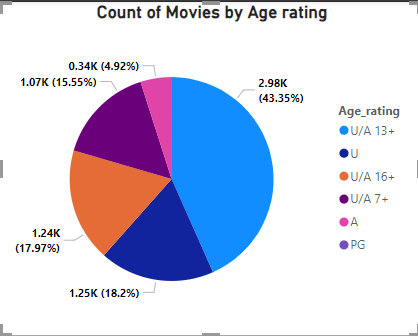 Count of Movies by Age rating
0.34K (4.92%)
1.07K (15.55%)
2.98K
(43.35%)
1.24K
(17.97%)
1.25K (18.2%)
Age_rating
U/A 13+
U
U/A 16+
U/A 7+
A
PG